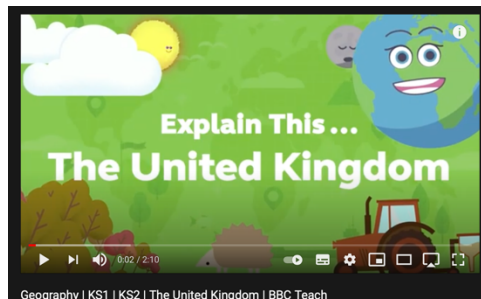 Explain This...
The United Kingdom
0:02 / 2:10
Geography | KS1 | KS2 | The United Kingdom | BBC Teach